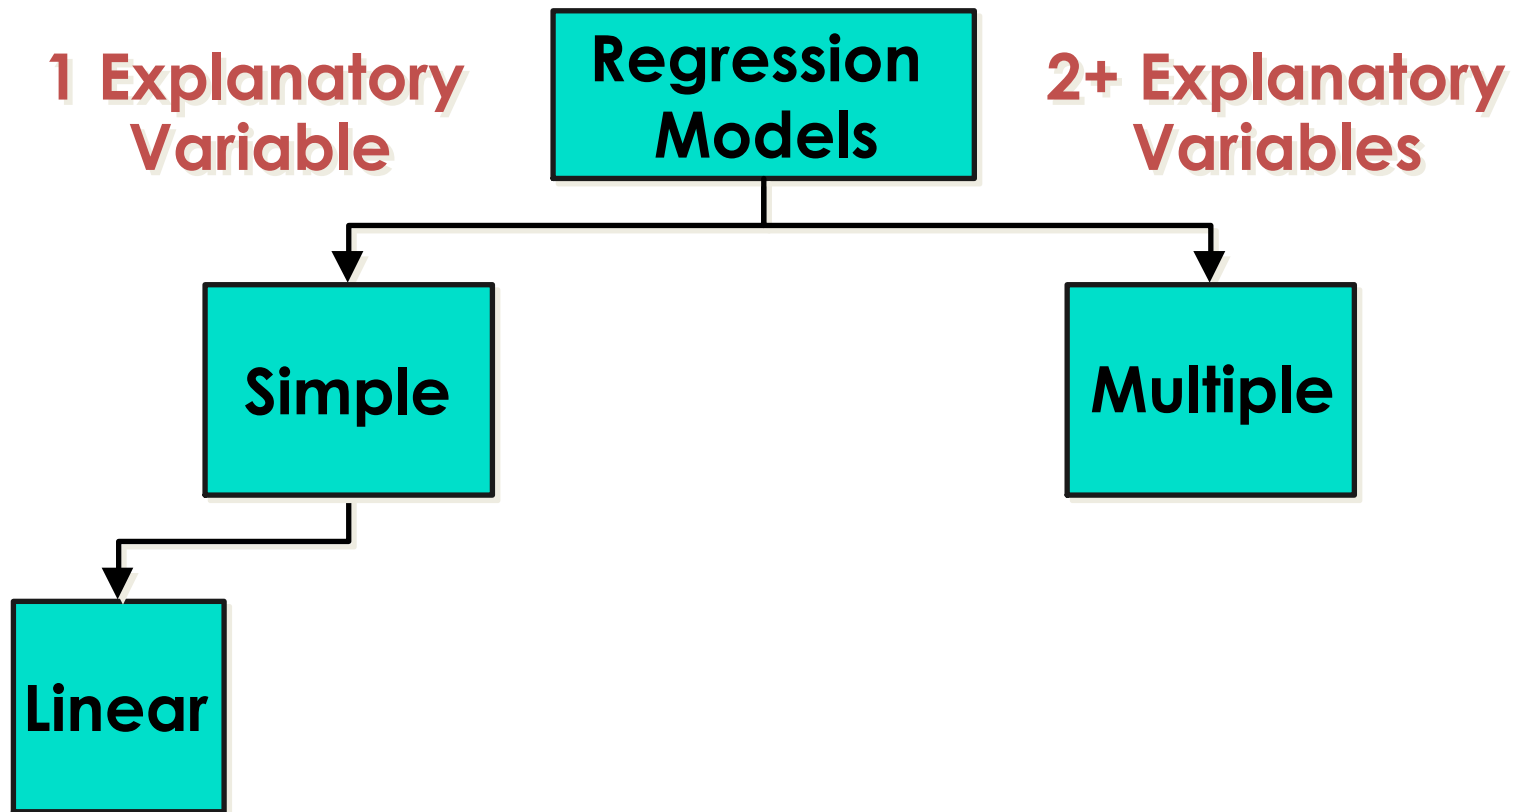 1 Explanatory
Variable
Regression
Models
2+ Explanatory
Variables
Simple
Multiple
Linear